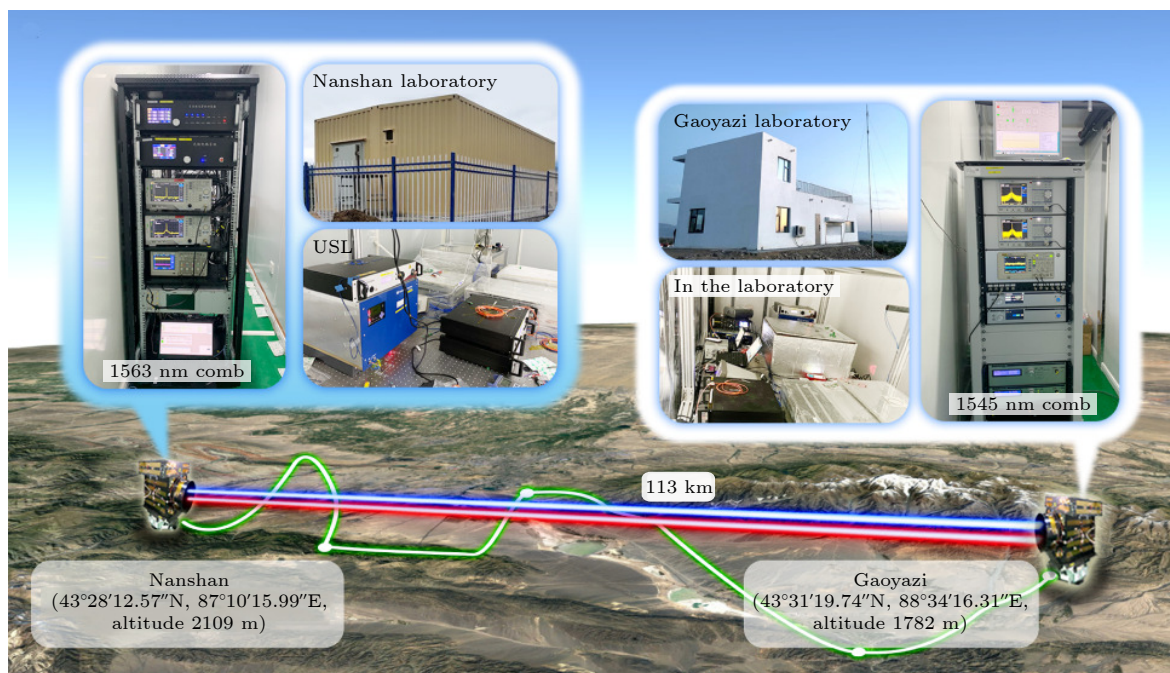 Nanshan laboratory
USL
1563 nm comb
Gaoyazi laboratory
In the laboratory
1545 nm comb
113 km
Nanshan
(43°28′12.57″N, 87°10′15.99″E,
altitude 2109 m)
Gaoyazi
(43°31′19.74″N, 88°34′16.31″E,
altitude 1782 m)